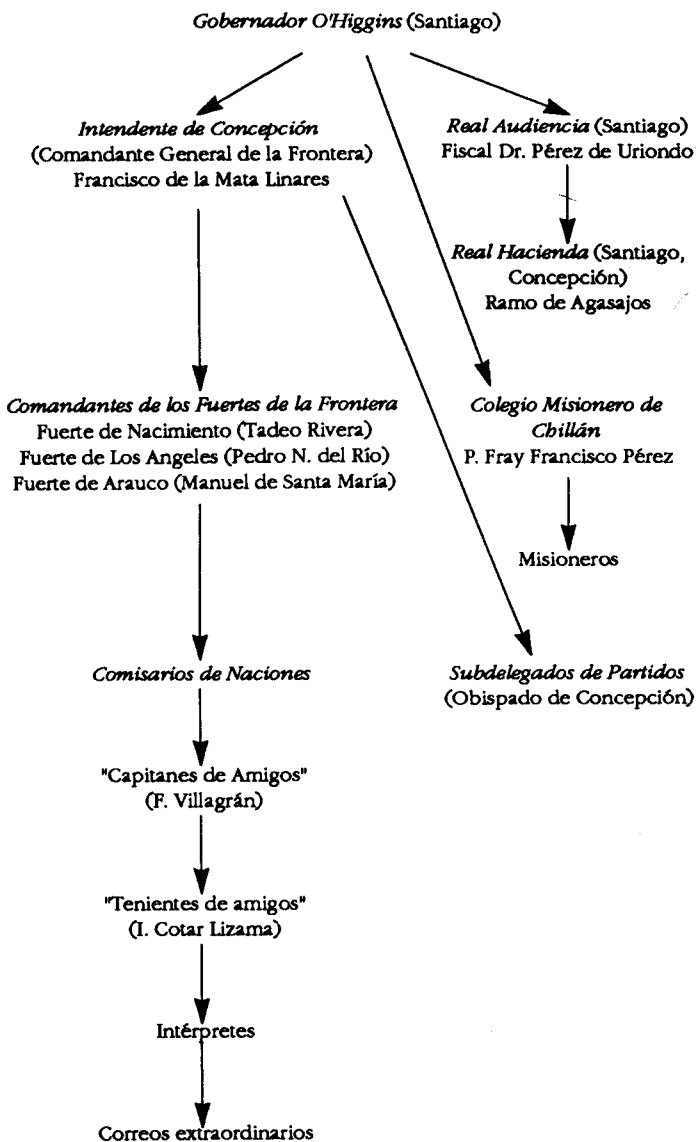 Gobernador O'Higgins (Santiago)
Intendente de Concepción
(Comandante General de la Frontera)
Francisco de la Mata Linares
Real Audiencia (Santiago)
Fiscal Dr. Pérez de Uriondo
Real Hacienda (Santiago,
Concepción)
Ramo de Agasajos
Comandantes de los Fuertes de la Frontera
Fuerte de Nacimiento (Tadeo Rivera)
Fuerte de Los Angeles (Pedro N. del Río)
Fuerte de Arauco (Manuel de Santa María)
Colegio Misionero de
Chillán
P. Fray Francisco Pérez
Misioneros
Comisarios de Naciones
Subdelegados de Partidos
(Obispado de Concepción)
"Capitanes de Amigos"
(F. Villagrán)
"Tenientes de amigos"
(I. Cotar Lizama)
Intérpretes
Correos extraordinarios